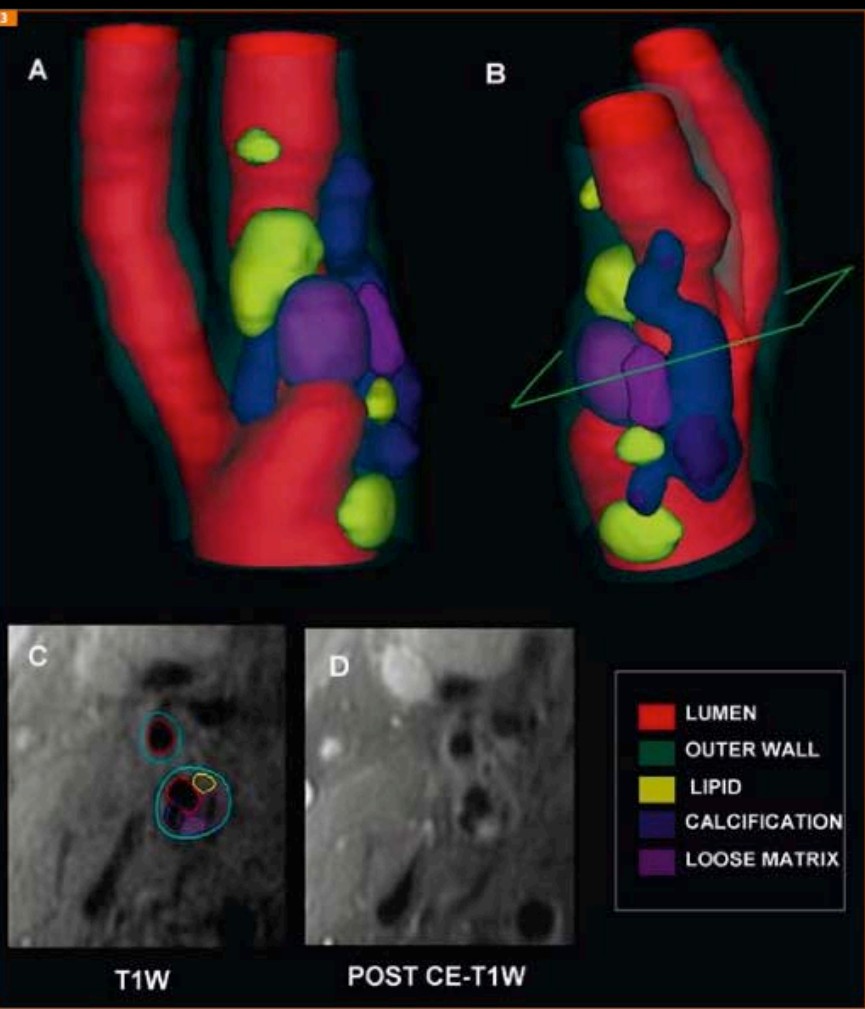 3
A
B
C
D
LUMEN
OUTER WALL
LIPID
CALCIFICATION
LOOSE MATRIX
T1W
POST CE-T1W